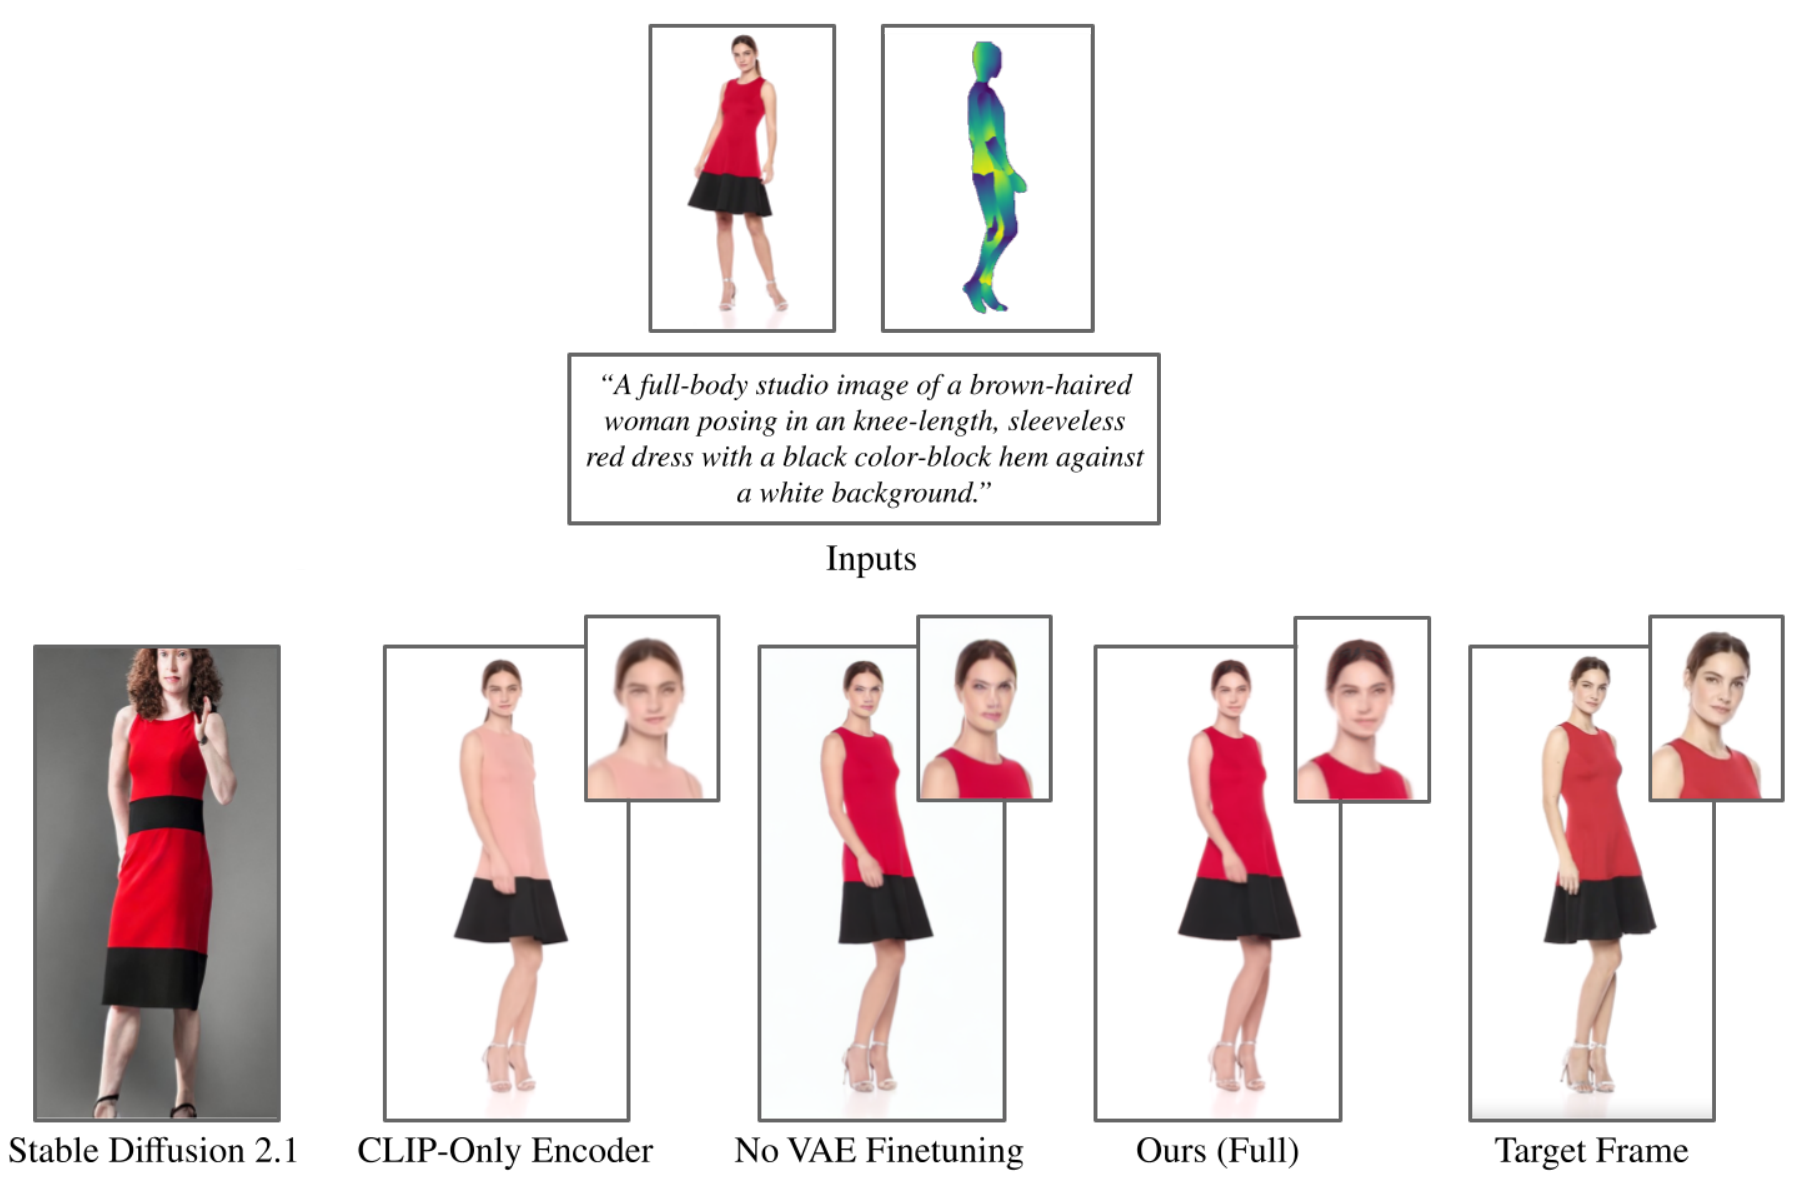 “A full-body studio image of a brown-haired
woman posing in an knee-length, sleeveless
red dress with a black color-block hem against
a white background.”
Inputs
Stable Diffusion 2.1
CLIP-Only Encoder
No VAE Finetuning
Ours (Full)
Target Frame